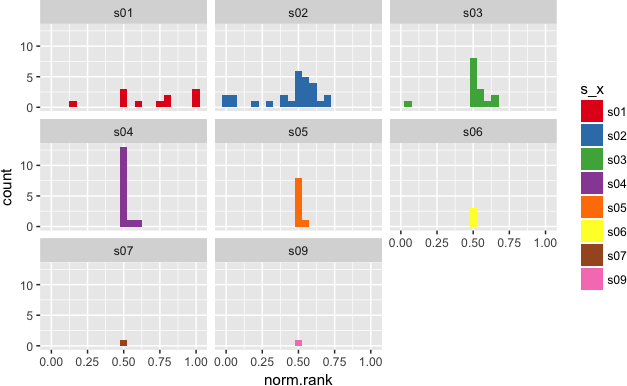 s01 s02 s03
10
5
0
s_x
s01
s02
s03
s04
s05
s06
s07
s09
s04 s05 s06
10
5
0
count
0.00 0.25 0.50 0.75 1.00
s07 s09
10
5
0
0.00 0.25 0.50 0.75 1.00 0.00 0.25 0.50 0.75 1.00
norm.rank